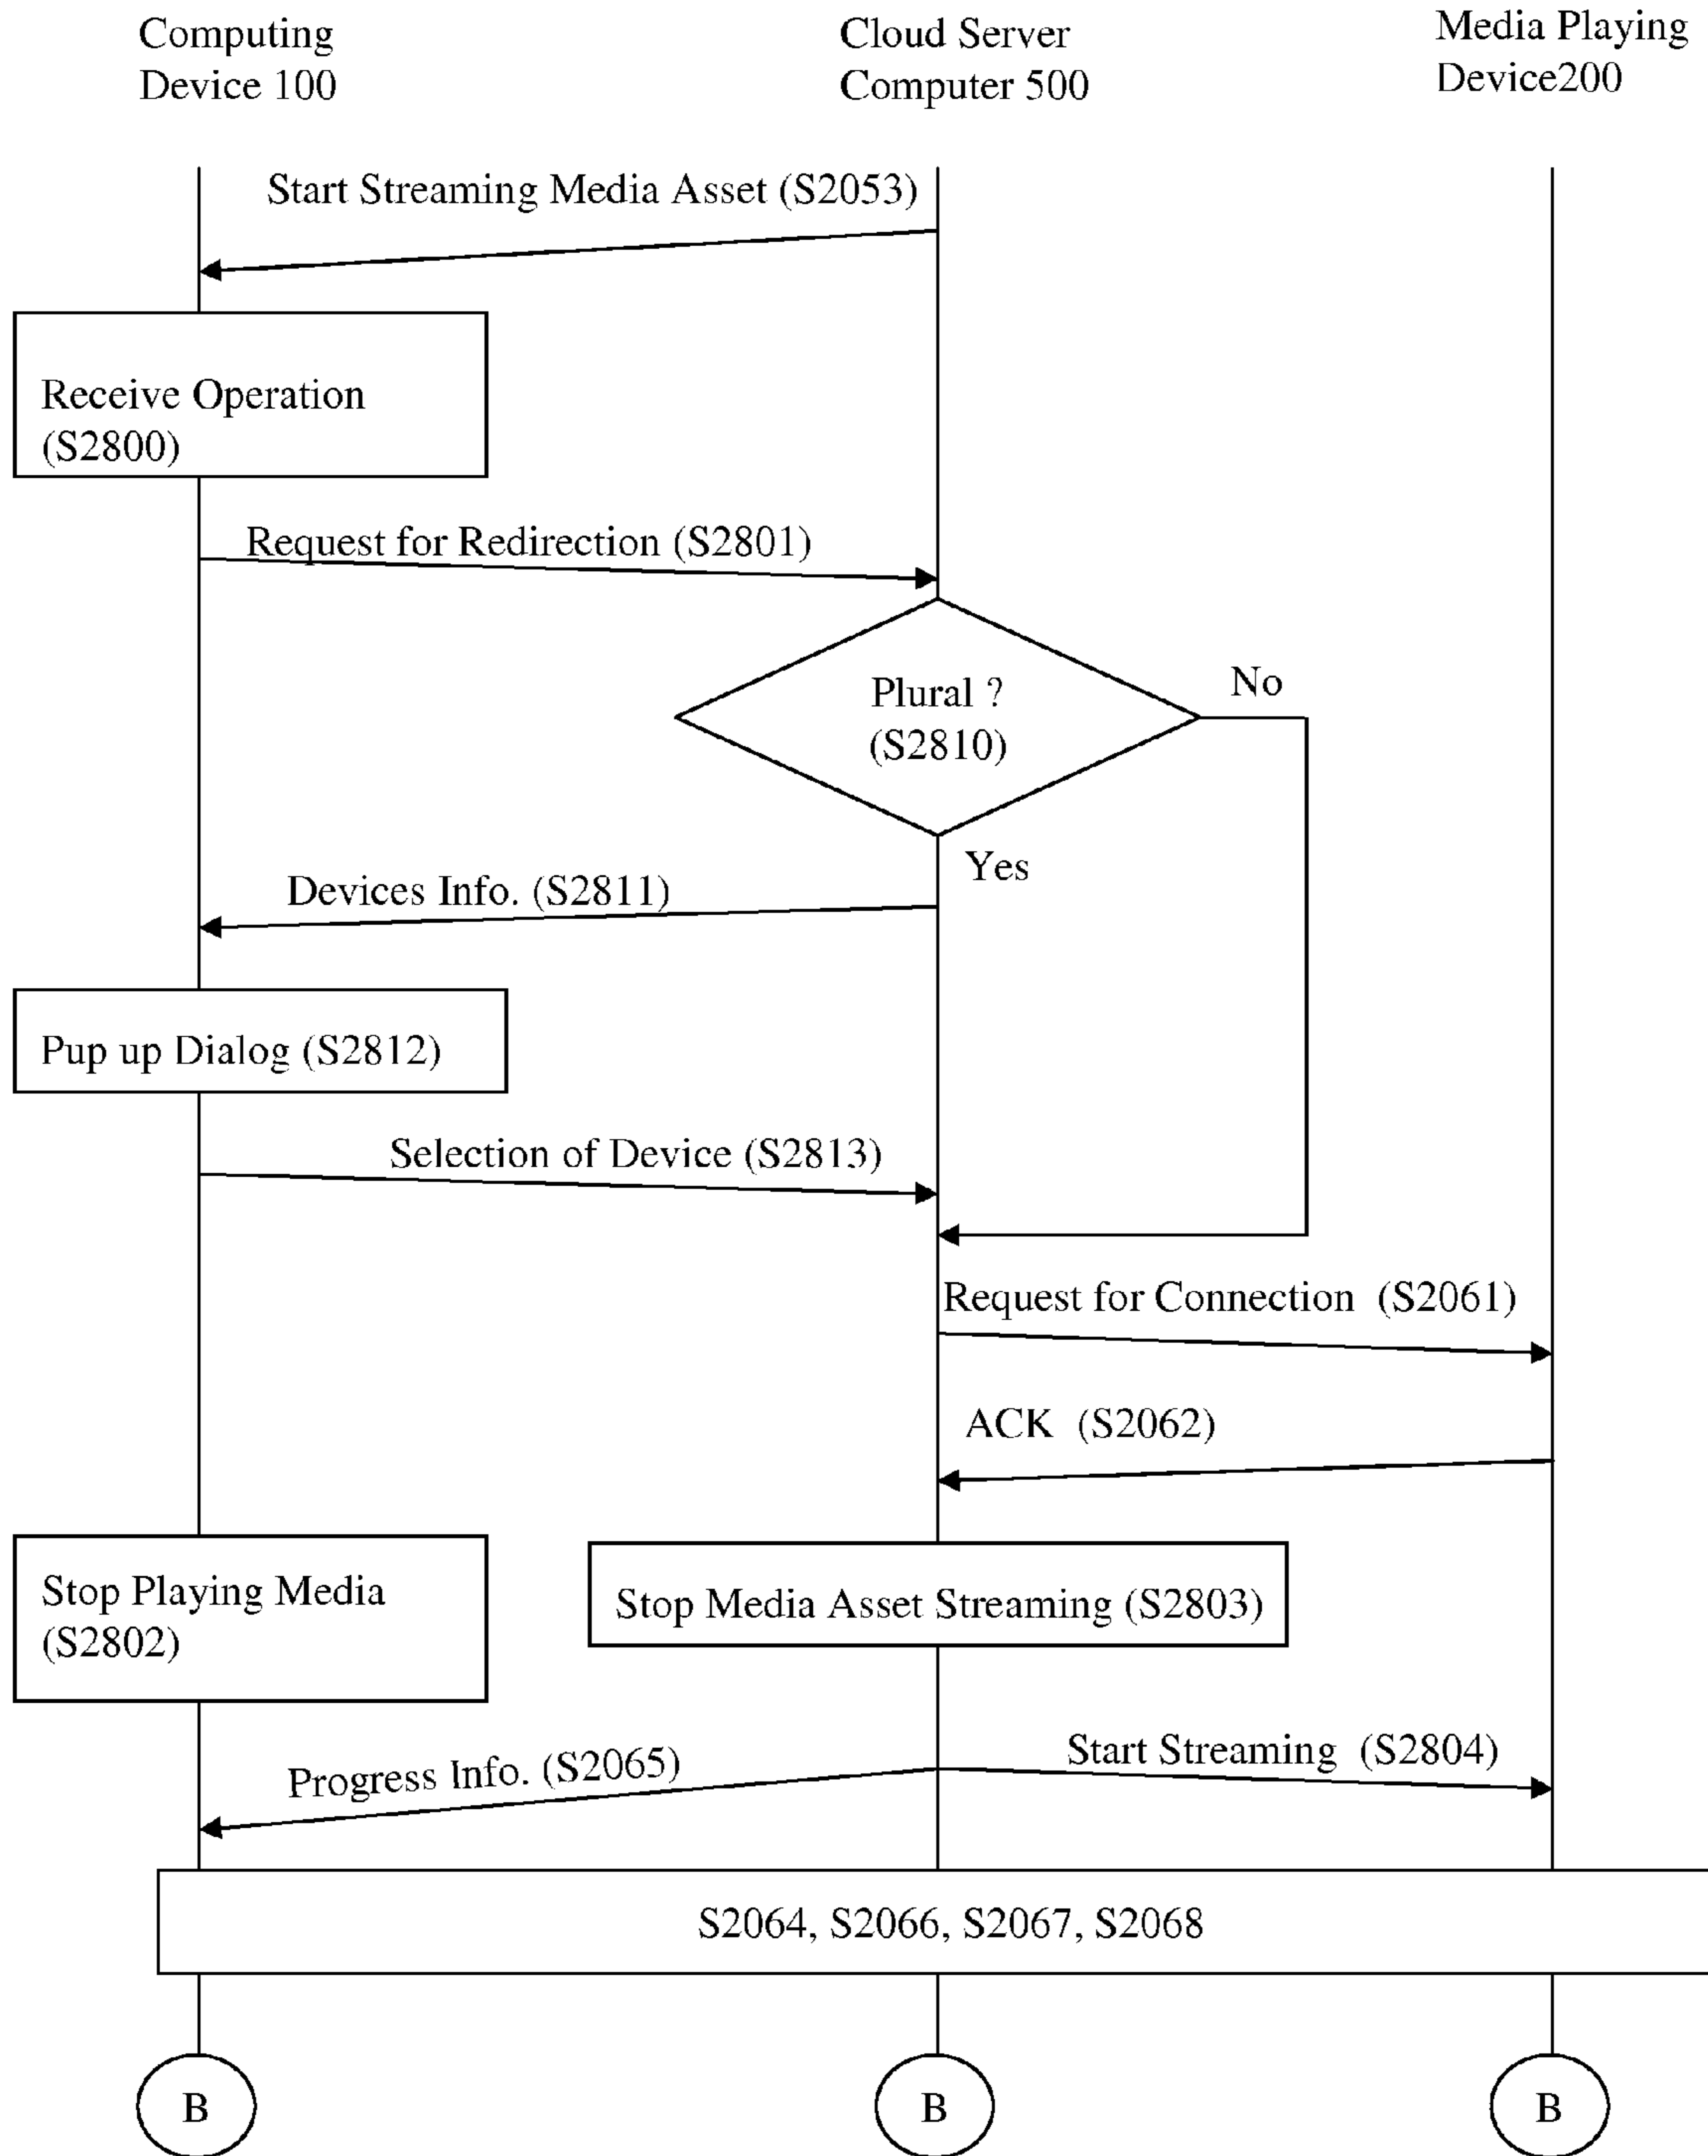 Computing
Device 100
Cloud Server
Computer 500
Media Playing
Device200
Start Streaming Media Asset (S2053)
Receive Operation
(S2800)
Request for Redirection (S2801)
Plural ?
(S2810)
No
Yes
Devices Info. (S2811)
Pup up Dialog (S2812)
Selection of Device (S2813)
Request for Connection (S2061)
ACK (S2062)
Stop Playing Media
(S2802)
Stop Media Asset Streaming (S2803)
Progress Info. (S2065)
Start Streaming (S2804)
S2064, S2066, S2067, S2068
B
B
B